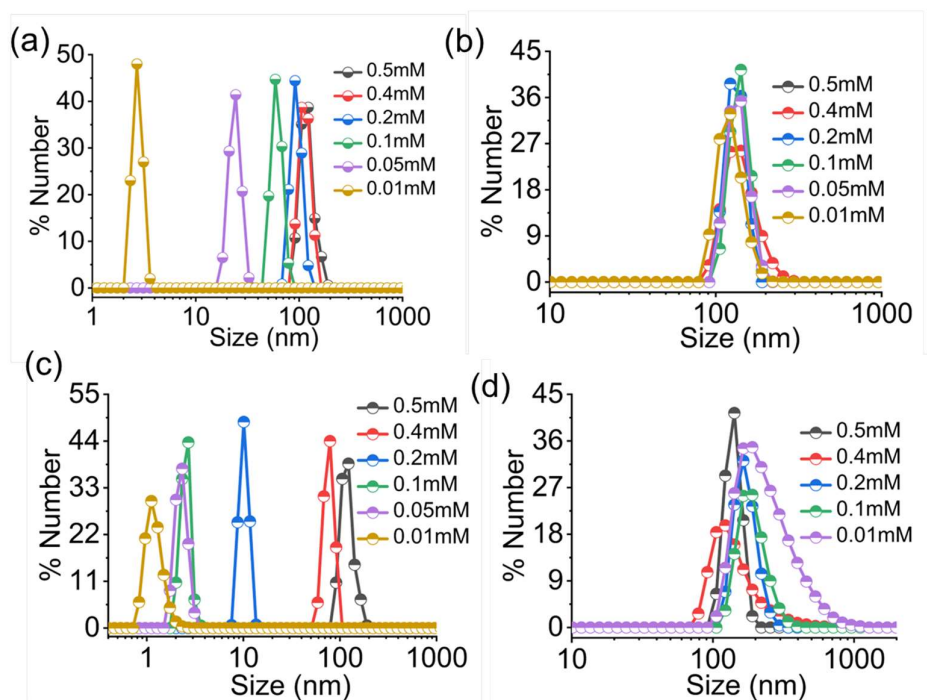 (a)
50
40
30
20
10
0
% Number
1 10 100 1000
Size (nm)
0.5mM
0.4mM
0.2mM
0.1mM
0.05mM
0.01mM
(b)
45
36
27
18
9
0
% Number
10 100 1000
Size (nm)
0.5mM
0.4mM
0.2mM
0.1mM
0.05mM
0.01mM
(c)
55
44
33
22
11
0
% Number
1 10 100 1000
Size (nm)
0.5mM
0.4mM
0.2mM
0.1mM
0.05mM
0.01mM
(d)
45
36
27
18
9
0
% Number
10 100 1000
Size (nm)
0.5mM
0.4mM
0.2mM
0.1mM
0.01mM